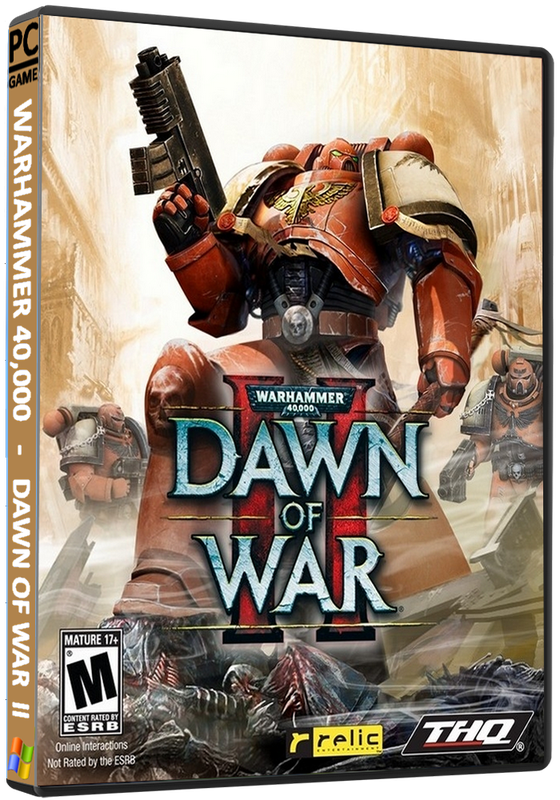 PC
GAME
WARHAMMER 40,000 - DAWN OF WAR II
WARHAMMER
40,000
II
DAWN
OF
WAR
MATURE 17+
M
CONTENT RATED BY
ESRB
Online Interactions
Not Rated by the ESRB
r relic
ENTERTAINMENT
THQ
®